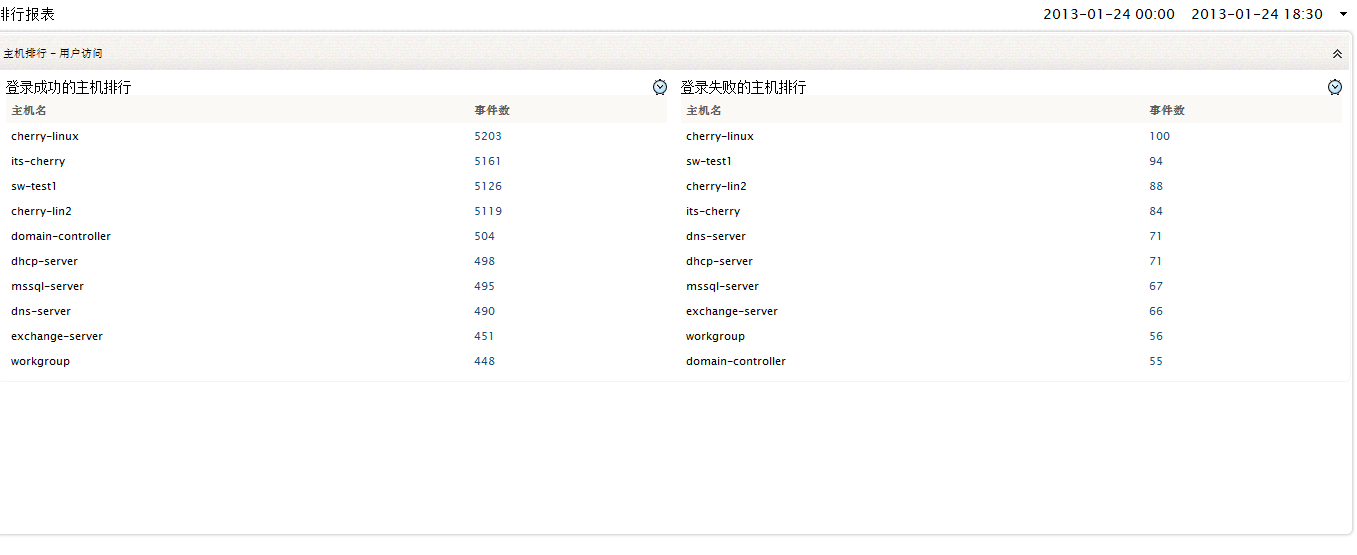 排行报表 2013-01-24 00:00 2013-01-24 18:30
主机排行 - 用户访问
登录成功的主机排行
主机名 事件数
cherry-linux 5203
its-cherry 5161
sw-test1 5126
cherry-lin2 5119
domain-controller 504
dhcp-server 498
mssql-server 495
dns-server 490
exchange-server 451
workgroup 448
登录失败的主机排行
主机名 事件数
cherry-linux 100
sw-test1 94
cherry-lin2 88
its-cherry 84
dns-server 71
dhcp-server 71
mssql-server 67
exchange-server 66
workgroup 56
domain-controller 55